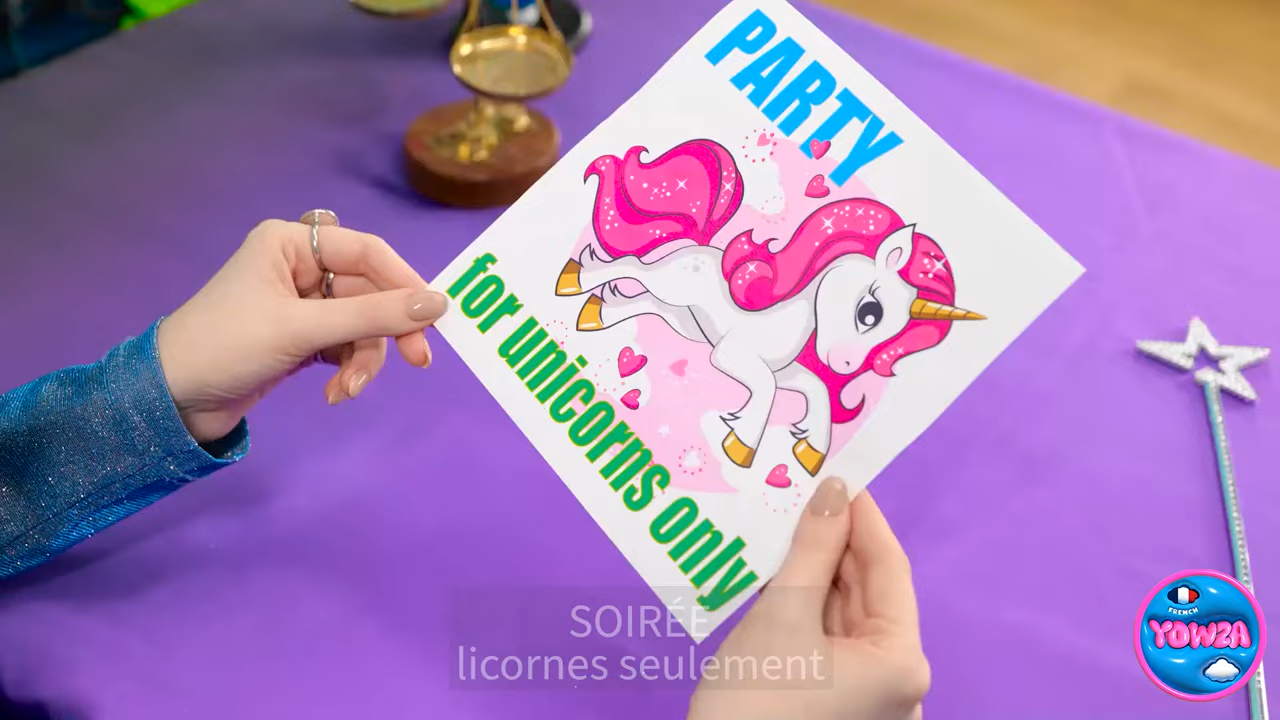 PARTY
for unicorns only
SOIRÉE
licornes seulement
FRENCH
YOWZA